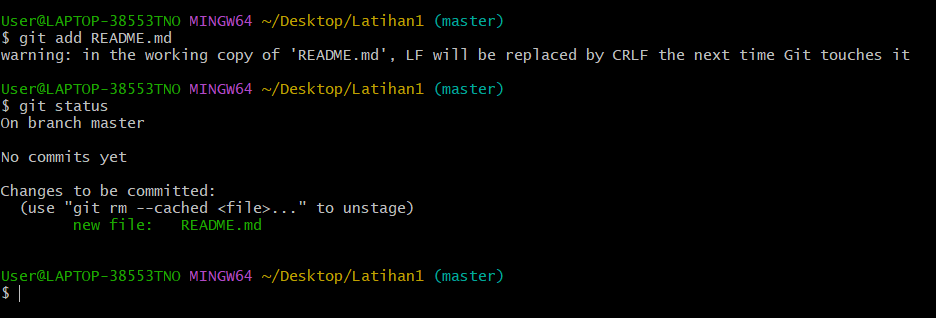 User@LAPTOP-38553TNO MINGW64 ~/Desktop/Latihan1 (master)
$ git add README.md
warning: in the working copy of 'README.md', LF will be replaced by CRLF the next time Git touches it
User@LAPTOP-38553TNO MINGW64 ~/Desktop/Latihan1 (master)
$ git status
On branch master
No commits yet
Changes to be committed:
(use "git rm --cached <file>..." to unstage)
new file: README.md
User@LAPTOP-38553TNO MINGW64 ~/Desktop/Latihan1 (master)
$